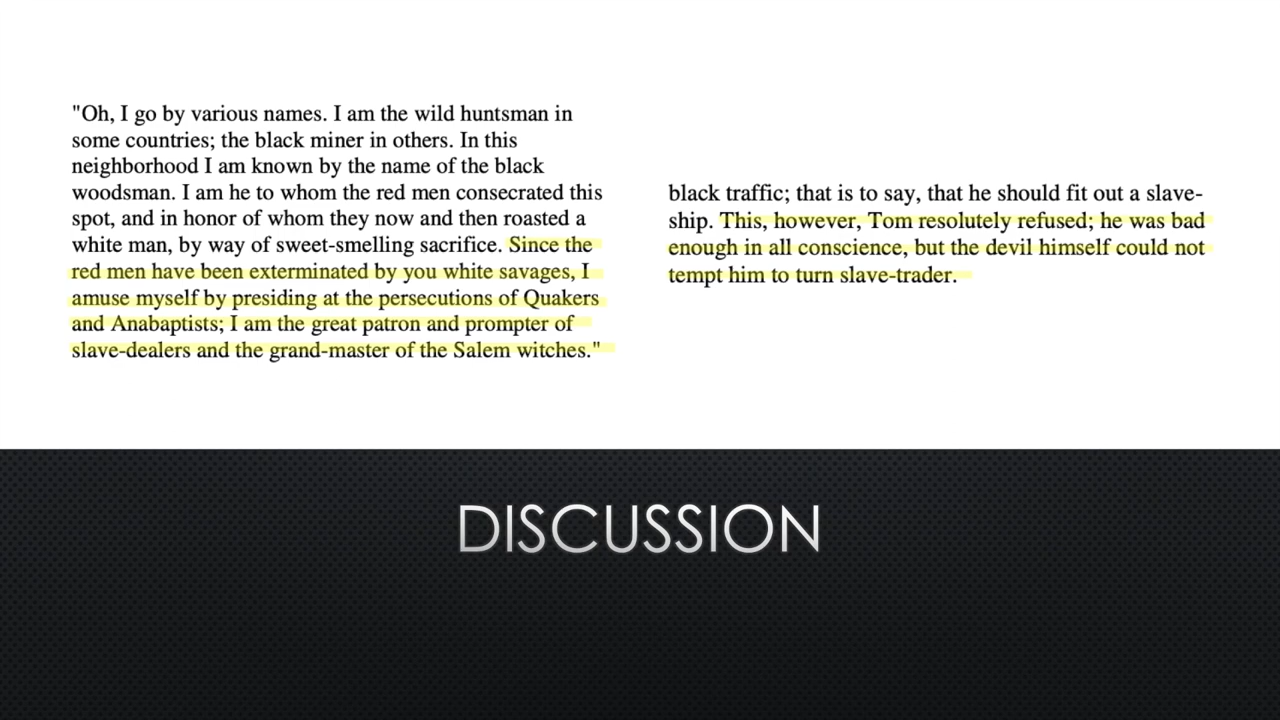 "Oh, I go by various names. I am the wild huntsman in
some countries; the black miner in others. In this
neighborhood I am known by the name of the black
woodsman. I am he to whom the red men consecrated this
spot, and in honor of whom they now and then roasted a
white man, by way of sweet-smelling sacrifice. Since the
red men have been exterminated by you white savages, I
amuse myself by presiding at the persecutions of Quakers
and Anabaptists; I am the great patron and prompter of
slave-dealers and the grand-master of the Salem witches."
black traffic; that is to say, that he should fit out a slave-
ship. This, however, Tom resolutely refused; he was bad
enough in all conscience, but the devil himself could not
tempt him to turn slave-trader.
DISCUSSION